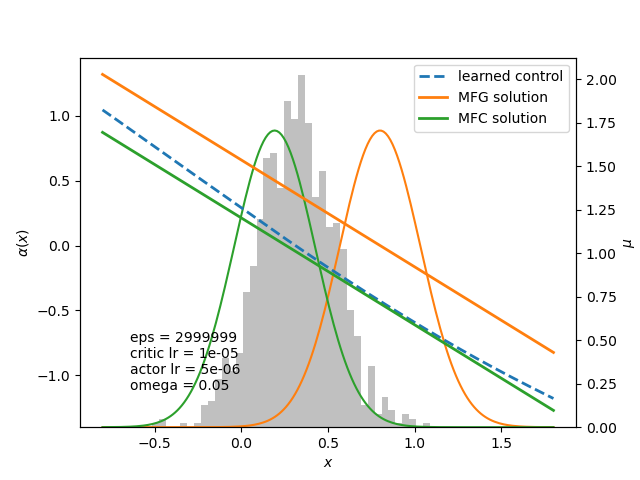 learned control
MFG solution
MFC solution
1.0
0.5
0.0
−0.5
−1.0
α(x)
2.00
1.75
1.50
1.25
1.00
0.75
0.50
0.25
0.00
μ
eps = 2999999
critic lr = 1e-05
actor lr = 5e-06
omega = 0.05
−0.5
0.0
0.5
1.0
1.5
x